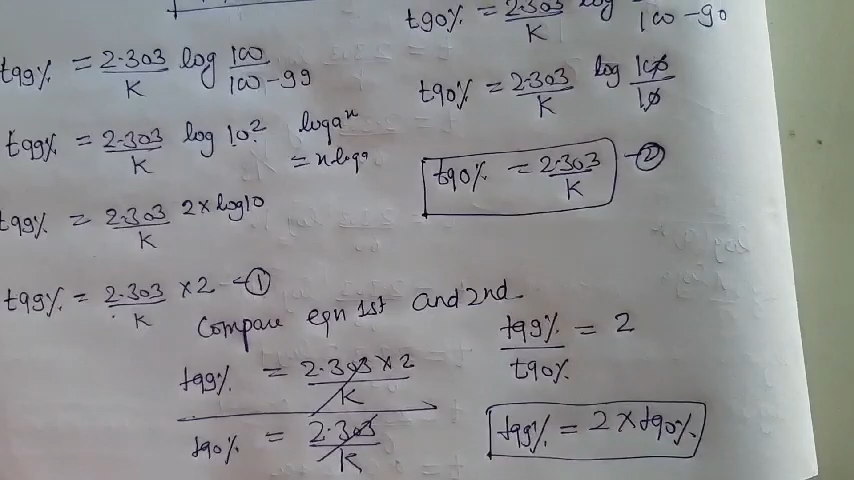 t99% = 2.303/K log 100/100-99
t99% = 2.303/K log 10² loga^x
= x loga
t99% = 2.303/K 2 x log10
t99% = 2.303/K x 2 - ①
t90% = 2.303/K log 100/100-90
t90% = 2.303/K log 100/10
t90% = 2.303/K - ②
Compare eqn 1st and 2nd
t99% = 2.303 x 2/K
t90% = 2.303/K
t99%/t90% = 2
t99% = 2 x t90%